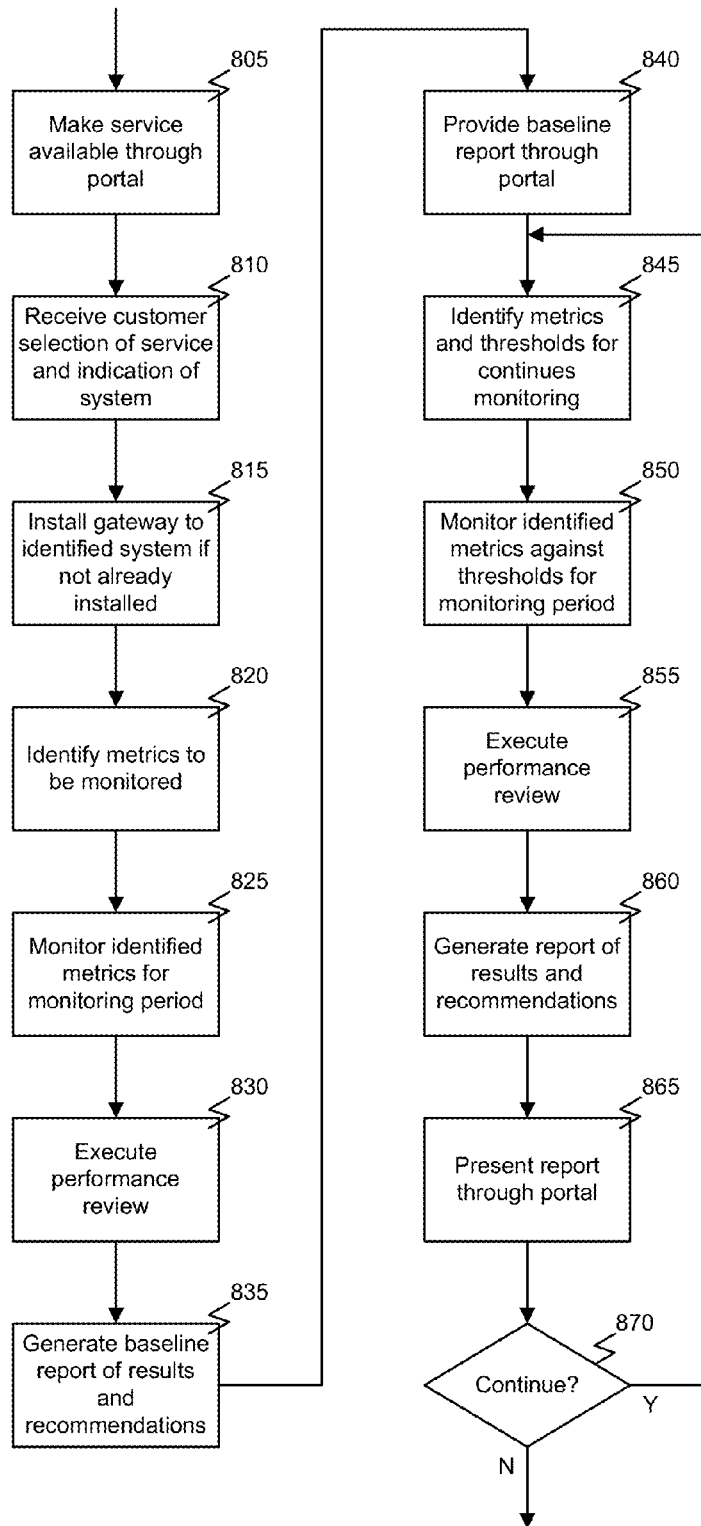 805
Make service
available through
portal
810
Receive customer
selection of service
and indication of
system
815
Install gateway to
identified system if
not already
installed
820
Identify metrics to
be monitored
825
Monitor identified
metrics for
monitoring period
830
Execute
performance
review
835
Generate baseline
report of results
and
recommendations
840
Provide baseline
report through
portal
845
Identify metrics
and thresholds for
continues
monitoring
850
Monitor identified
metrics against
thresholds for
monitoring period
855
Execute
performance
review
860
Generate report of
results and
recommendations
865
Present report
through portal
870
Continue?
Y
N